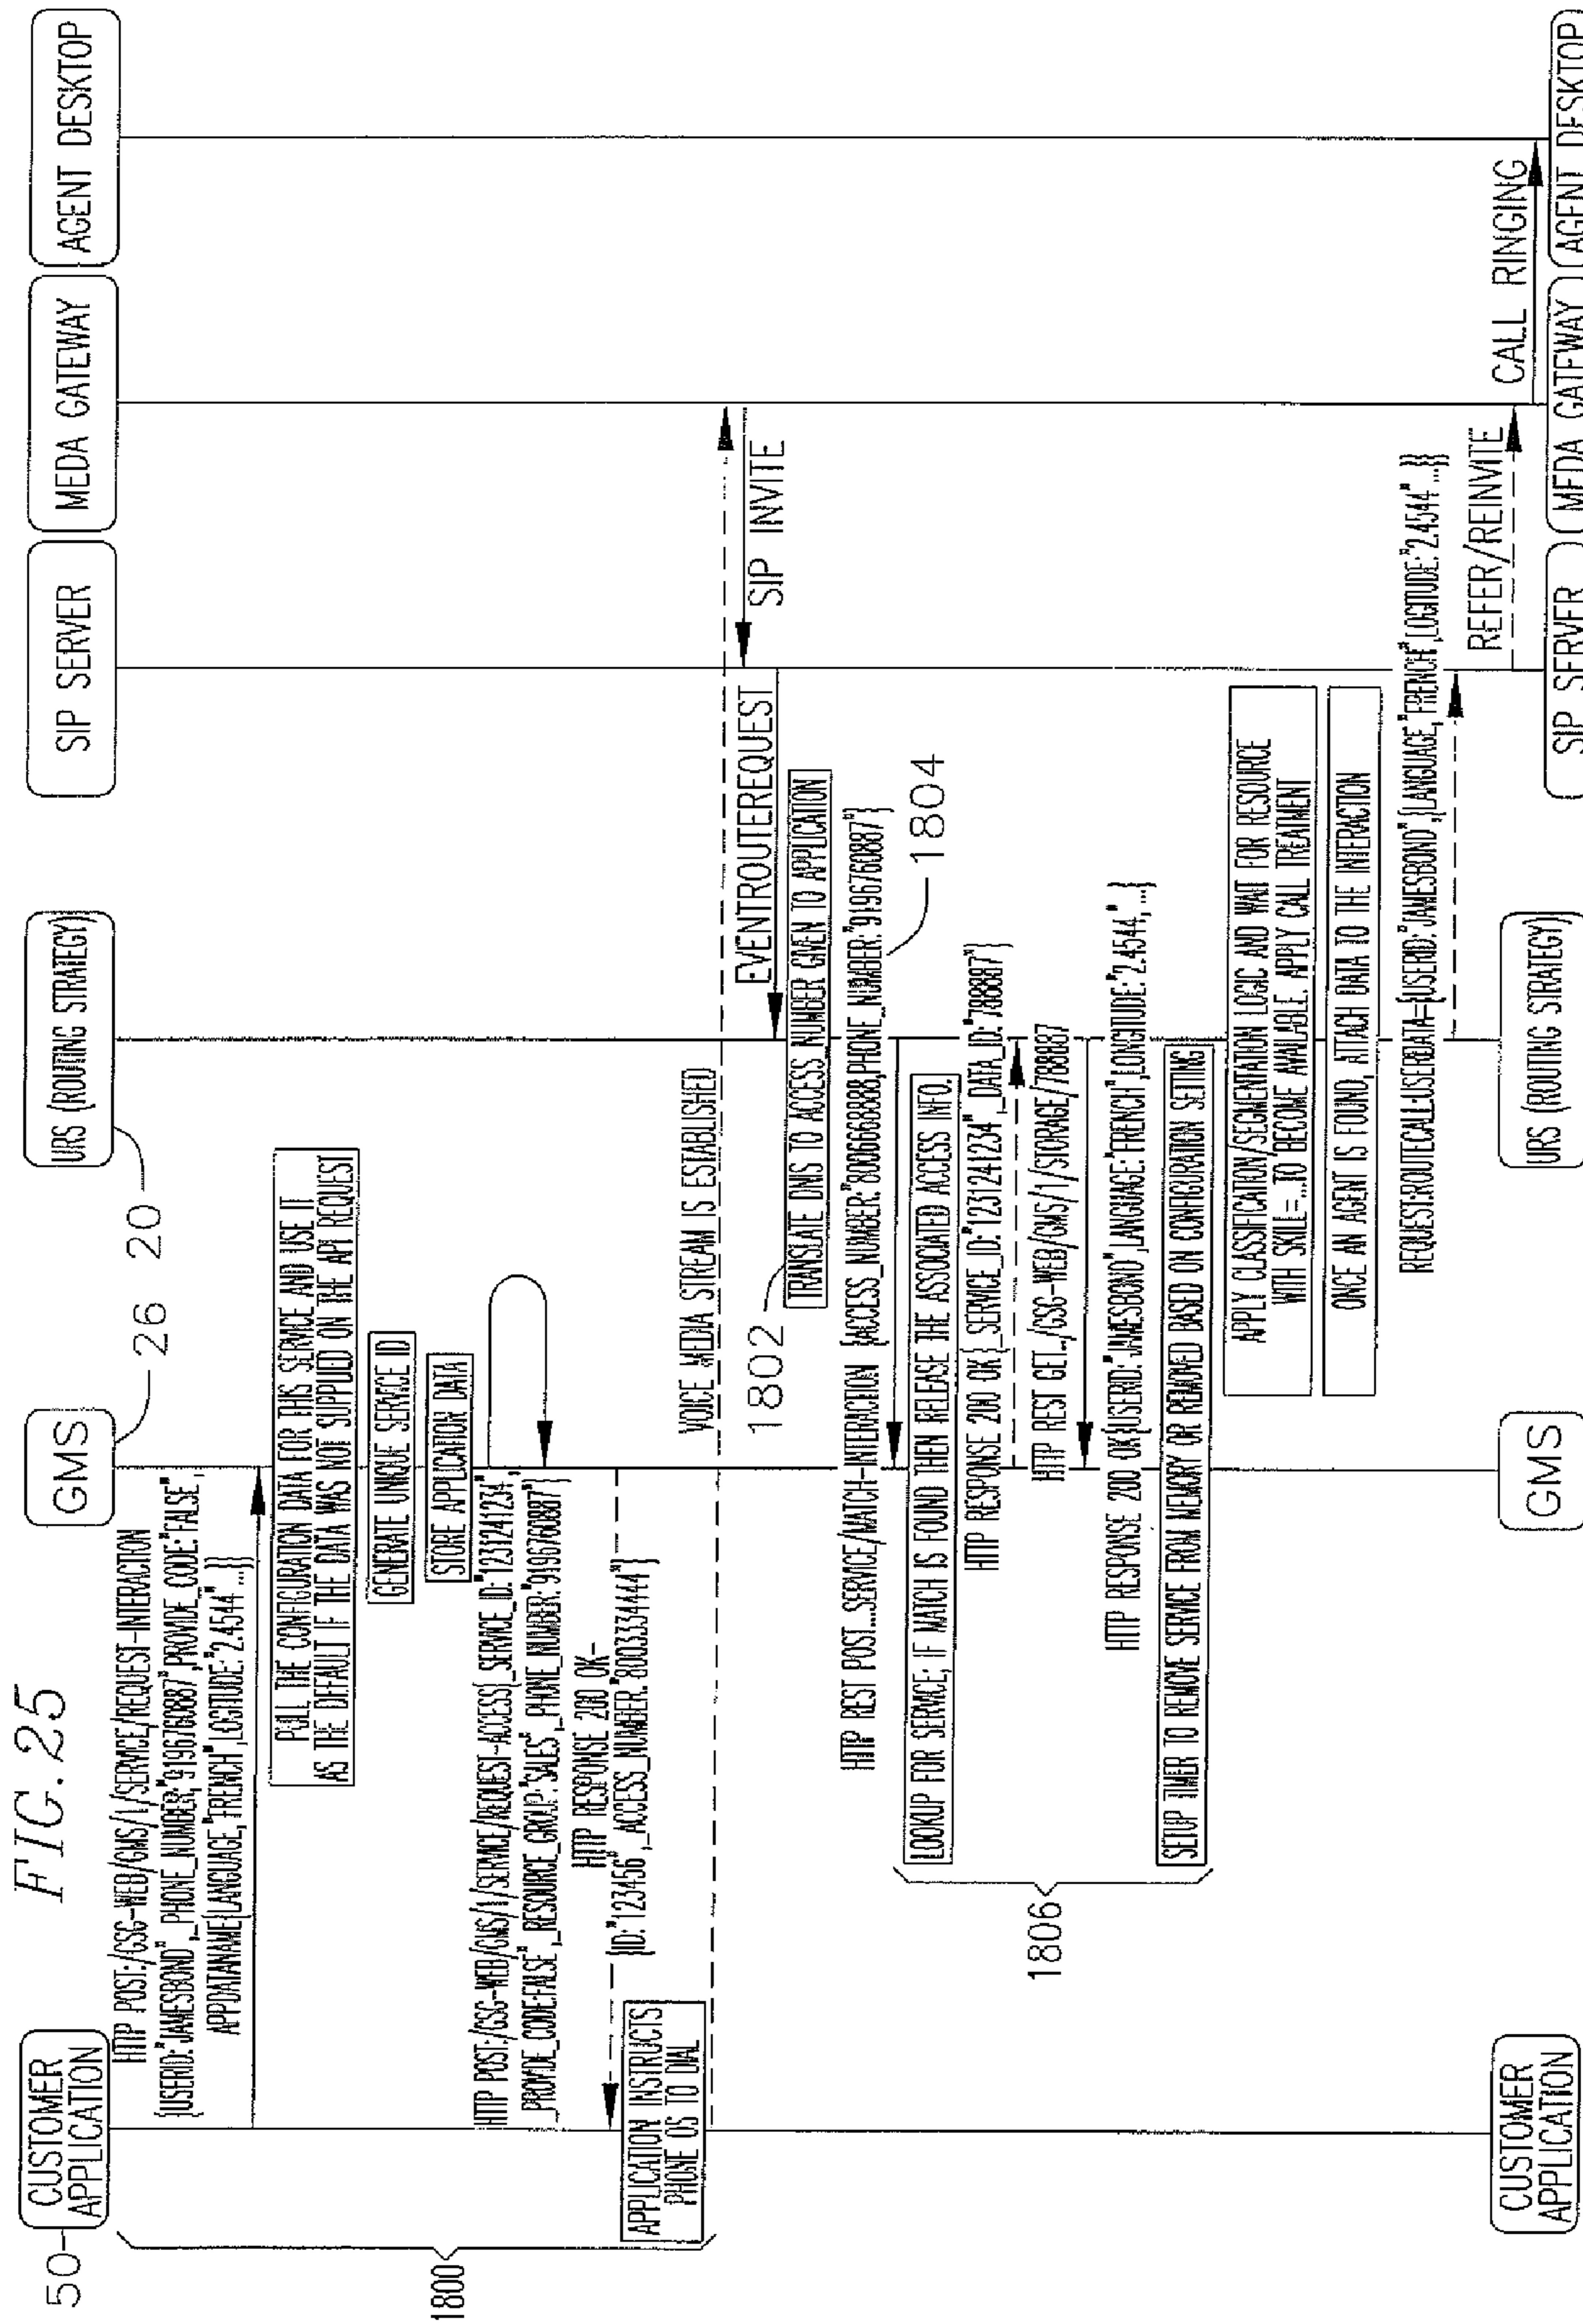 FIG. 25
50
CUSTOMER
APPLICATION
GMS
26
20
URS (ROUTING STRATEGY)
SIP SERVER
MEDA GATEWAY
AGENT DESKTOP
1800
HTTP POST:/GSG-WEB/GMS/1/SERVICE/REQUEST-INTERACTION
{USERID:"JAMESBOND",_PHONE_NUMBER;"9196760887",PROVIDE_CODE:"FALSE",
APPDATANAME{LANGUAGE,"FRENCH",LOGITUDE:"2.4544"...}}
PULL THE CONFIGURATION DATA FOR THIS SERVICE AND USE IT
AS THE DEFAULT IF THE DATA WAS NOT SUPPLIED ON THE API REQUEST
GENERATE UNIQUE SERVICE ID
STORE APPLICATION DATA
HTTP POST:/GSG-WEB/GMS/1/SERVICE/REQUEST-ACCESS{_SERVICE_ID:"1231241234",
_PROVIDE_CODE:FALSE",_RESOURCE_GROUP:"SALES",_PHONE_NUMBER:"9196760887"}
HTTP RESPONSE 200 OK-
{ID:"123456",_ACCESS_NUMBER:"8003334444"}
APPLICATION INSTRUCTS
PHONE OS TO DIAL
VOICE MEDIA STREAM IS ESTABLISHED
SIP INVITE
EVENTROUTEREQUEST
1802
TRANSLATE DNIS TO ACCESS NUMBER GIVEN TO APPLICATION
HTTP REST POST...SERVICE/MATCH-INTERACTION {ACCESS_NUMBER:"8006668888,PHONE_NUMBER:"9196760887"}
1804
LOOKUP FOR SERVICE; IF MATCH IS FOUND THEN RELEASE THE ASSOCIATED ACCESS INFO.
HTTP RESPONSE 200 OK {_SERVICE_ID:"1231241234",_DATA_ID:"788887"}
1806
HTTP REST GET../GSG-WEB/GMS/1/STORAGE/788887
HTTP RESPONSE 200 OK{USERID:"JAMESBOND",LANGUAGE:"FRENCH",LONGITUDE:"2.4544",...}
SETUP TIMER TO REMOVE SERVICE FROM MEMORY OR REMOVED BASED ON CONFIGURATION SETTING
APPLY CLASSIFICATION/SEGMENTATION LOGIC AND WAIT FOR RESOURCE
WITH SKILL=...TO BECOME AVAILABLE. APPLY CALL TREATMENT
ONCE AN AGENT IS FOUND, ATTACH DATA TO THE INTERACTION
REQUEST:ROUTECALL:USERDATA={USERID:"JAMESBOND",{LANGUAGE,"FRENCH",LOGITUDE:"2.4544"...}}
REFER/REINVITE
CALL RINGING
CUSTOMER
APPLICATION
GMS
URS (ROUTING STRATEGY)
SIP SERVER
MEDA GATEWAY
AGENT DESKTOP